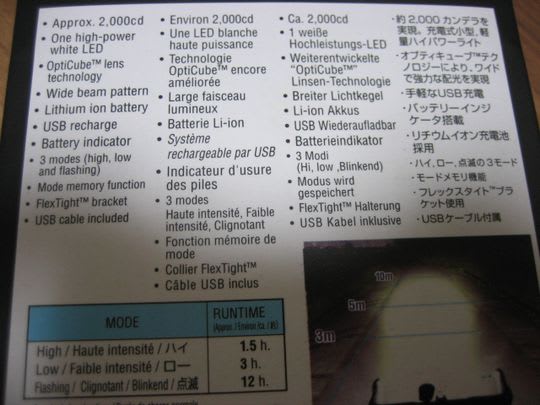 • Approx. 2,000cd
• One high-power
white LED
• OptiCube™ lens
technology
• Wide beam pattern
• Lithium ion battery
• USB recharge
• Battery indicator
• 3 modes (high, low
and flashing)
• Mode memory function
• FlexTight™ bracket
• USB cable included
• Environ 2,000cd
• Une LED blanche
haute puissance
• Technologie
OptiCube™ encore
améliorée
• Large faisceau
lumineux
• Batterie Li-ion
• Système
rechargeable par USB
• Indicateur d'usure
des piles
• 3 modes
Haute intensité, Faible
intensité, Clignotant
• Fonction mémoire de
mode
• Collier FlexTight™
• Câble USB inclus
• Ca. 2,000cd
• 1 weiße
Hochleistungs-LED
• Weiterentwickelte
"OptiCube™"
Linsen-Technologie
• Breiter Lichtkegel
• Li-ion Akku
• USB Wiederaufladbar
• Batterieindikator
• 3 Modi
(Hi, low ,Blinkend)
• Modus wird
gespeichert
• FlexTight™ Halterung
• USB Kabel inklusive
・約2,000 カンデラを
実現。充電式小型、軽
量ハイパワーライト
・オプティキューブ™テク
ノロジーにより、ワイド
で強力な配光を実現
・手軽なUSB充電
・バッテリーインジ
ケータ搭載
・リチウムイオン充電池
採用
・ハイ、ロー、点滅の3モード
・モードメモリ機能
・フレックスタイト™ブラ
ケット使用
・USBケーブル付属
MODE
RUNTIME
(Approx. / Environ /ca. / 約)
High / Haute intensité / ハイ 1.5 h.
Low / Faible intensité / ロー 3 h.
Flashing / Clignotant / Blinkend / 点滅 12 h.
10m
5m
3m